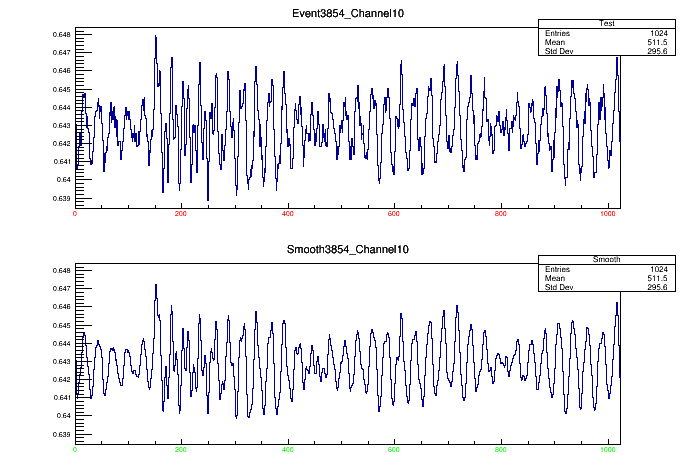 Event3854_Channel10
Test
Entries 1024
Mean 511.5
Std Dev 295.6
0.648
0.647
0.646
0.645
0.644
0.643
0.642
0.641
0.64
0.639
0 200 400 600 800 1000
Smooth3854_Channel10
Smooth
Entries 1024
Mean 511.5
Std Dev 295.6
0.648
0.647
0.646
0.645
0.644
0.643
0.642
0.641
0.64
0.639
0 200 400 600 800 1000